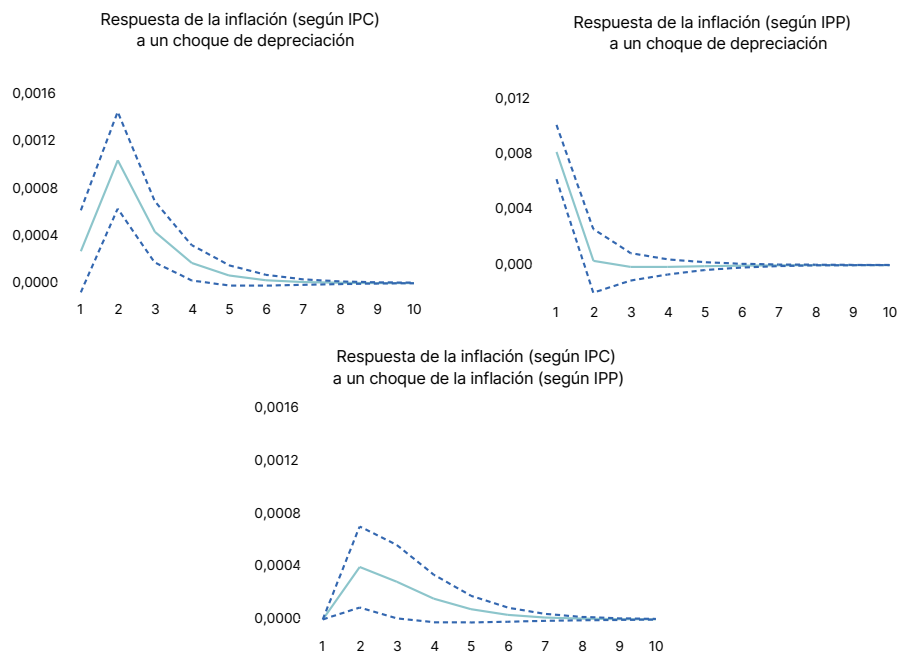 Respuesta de la inflación (según IPC)
a un choque de depreciación
0,0016
0,0012
0,0008
0,0004
0,0000
1 2 3 4 5 6 7 8 9 10
Respuesta de la inflación (según IPP)
a un choque de depreciación
0,012
0,008
0,004
0,000
1 2 3 4 5 6 7 8 9 10
Respuesta de la inflación (según IPC)
a un choque de la inflación (según IPP)
0,0016
0,0012
0,0008
0,0004
0,0000
1 2 3 4 5 6 7 8 9 10